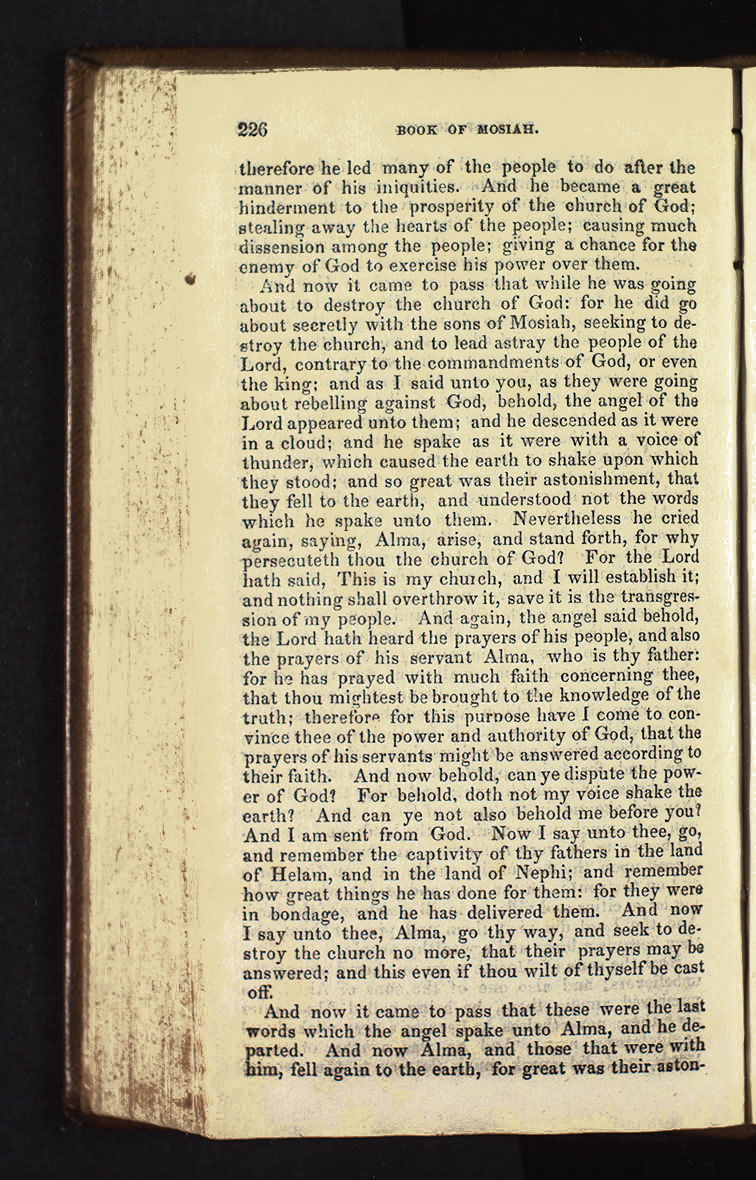 226 BOOK OF MOSIAH.
therefore he led many of the people to do after the
manner of his iniquities. And he became a great
hinderment to the prosperity of the church of God;
stealing away the hearts of the people; causing much
dissension among the people; giving a chance for the
enemy of God to exercise his power over them.
And now it came to pass that while he was going
about to destroy the church of God: for he did go
about secretly with the sons of Mosiah, seeking to de-
stroy the church, and to lead astray the people of the
Lord, contrary to the commandments of God, or even
the king; and as I said unto you, as they were going
about rebelling against God, behold, the angel of the
Lord appeared unto them; and he descended as it were
in a cloud; and he spake as it were with a voice of
thunder, which caused the earth to shake upon which
they stood; and so great was their astonishment, that
they fell to the earth, and understood not the words
which he spake unto them. Nevertheless he cried
again, saying, Alma, arise, and stand forth, for why
persecuteth thou the church of God? For the Lord
hath said, This is my church, and I will establish it;
and nothing shall overthrow it, save it is the transgres-
sion of my people. And again, the angel said behold,
the Lord hath heard the prayers of his people, and also
the prayers of his servant Alma, who is thy father:
for he has prayed with much faith concerning thee,
that thou mightest be brought to the knowledge of the
truth; therefore for this purpose have I come to con-
vince thee of the power and authority of God, that the
prayers of his servants might be answered according to
their faith. And now behold, can ye dispute the pow-
er of God? For behold, doth not my voice shake the
earth? And can ye not also behold me before you?
And I am sent from God. Now I say unto thee, go,
and remember the captivity of thy fathers in the land
of Helam, and in the land of Nephi; and remember
how great things he has done for them: for they were
in bondage, and he has delivered them. And now
I say unto thee, Alma, go thy way, and seek to de-
stroy the church no more, that their prayers may be
answered; and this even if thou wilt of thyself be cast
off.
And now it came to pass that these were the last
words which the angel spake unto Alma, and he de-
parted. And now Alma, and those that were with
him, fell again to the earth, for great was their aston-